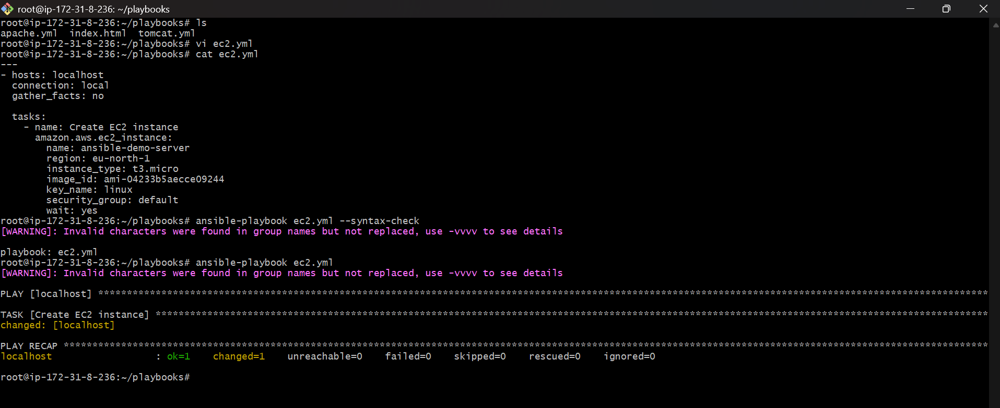 root@ip-172-31-8-236: ~/playbooks
root@ip-172-31-8-236:~/playbooks# ls
apache.yml  index.html  tomcat.yml
root@ip-172-31-8-236:~/playbooks# vi ec2.yml
root@ip-172-31-8-236:~/playbooks# cat ec2.yml
---
- hosts: localhost
  connection: local
  gather_facts: no

  tasks:
    - name: Create EC2 instance
      amazon.aws.ec2_instance:
        name: ansible-demo-server
        region: eu-north-1
        instance_type: t3.micro
        image_id: ami-04233b5aecce09244
        key_name: linux
        security_group: default
        wait: yes
root@ip-172-31-8-236:~/playbooks# ansible-playbook ec2.yml --syntax-check
[WARNING]: Invalid characters were found in group names but not replaced, use -vvvv to see details

playbook: ec2.yml
root@ip-172-31-8-236:~/playbooks# ansible-playbook ec2.yml
[WARNING]: Invalid characters were found in group names but not replaced, use -vvvv to see details

PLAY [localhost] ***********************************************************************************************************************************************************

TASK [Create EC2 instance] *************************************************************************************************************************************************
changed: [localhost]

PLAY RECAP *****************************************************************************************************************************************************************
localhost                  : ok=1    changed=1    unreachable=0    failed=0    skipped=0    rescued=0    ignored=0

root@ip-172-31-8-236:~/playbooks#